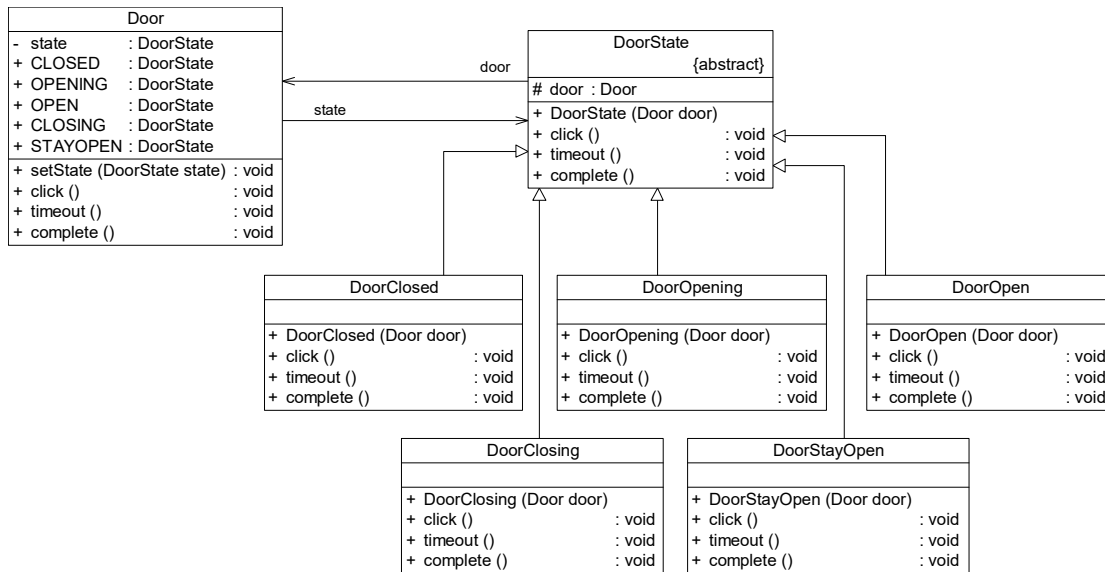 Door
- state : DoorState
+ CLOSED : DoorState
+ OPENING : DoorState
+ OPEN : DoorState
+ CLOSING : DoorState
+ STAYOPEN : DoorState
+ setState (DoorState state) : void
+ click () : void
+ timeout () : void
+ complete () : void
door
state
DoorState
{abstract}
# door : Door
+ DoorState (Door door)
+ click () : void
+ timeout () : void
+ complete () : void
DoorClosed
+ DoorClosed (Door door)
+ click () : void
+ timeout () : void
+ complete () : void
DoorOpening
+ DoorOpening (Door door)
+ click () : void
+ timeout () : void
+ complete () : void
DoorOpen
+ DoorOpen (Door door)
+ click () : void
+ timeout () : void
+ complete () : void
DoorClosing
+ DoorClosing (Door door)
+ click () : void
+ timeout () : void
+ complete () : void
DoorStayOpen
+ DoorStayOpen (Door door)
+ click () : void
+ timeout () : void
+ complete () : void